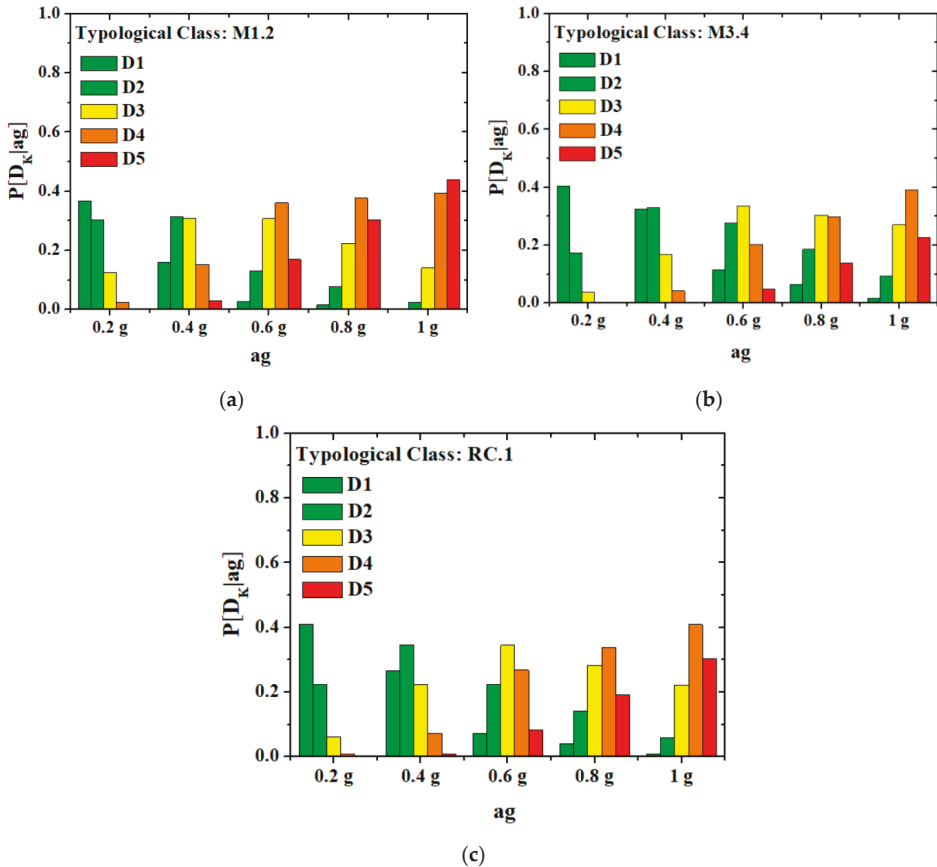 1.0
0.8
0.6
0.4
0.2
0.0
P[D_K|ag]
Typological Class: M1.2
D1
D2
D3
D4
D5
0.2 g 0.4 g 0.6 g 0.8 g 1 g
ag
(a)
1.0
0.8
0.6
0.4
0.2
0.0
P[D_K|ag]
Typological Class: M3.4
D1
D2
D3
D4
D5
0.2 g 0.4 g 0.6 g 0.8 g 1 g
ag
(b)
1.0
0.8
0.6
0.4
0.2
0.0
P[D_K|ag]
Typological Class: RC.1
D1
D2
D3
D4
D5
0.2 g 0.4 g 0.6 g 0.8 g 1 g
ag
(c)